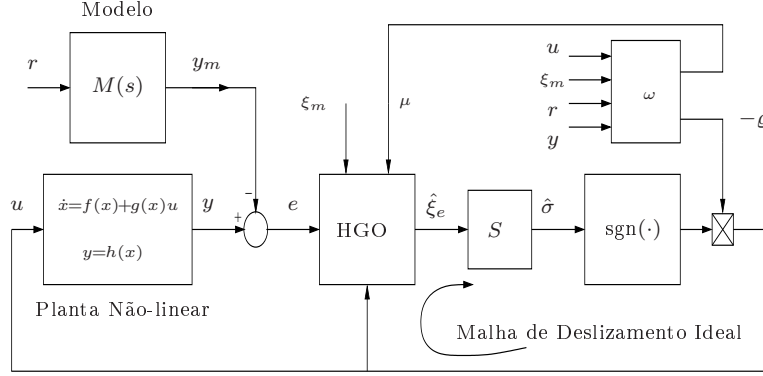 Modelo
r
M(s)
y_m
u
ξ_m
r
y
ω
ξ_m
μ
u
ẋ=f(x)+g(x)u
y=h(x)
y
-
+
e
HGO
ξ̂_e
S
σ̂
sgn(·)
Planta Não-linear
Malha de Deslizamento Ideal